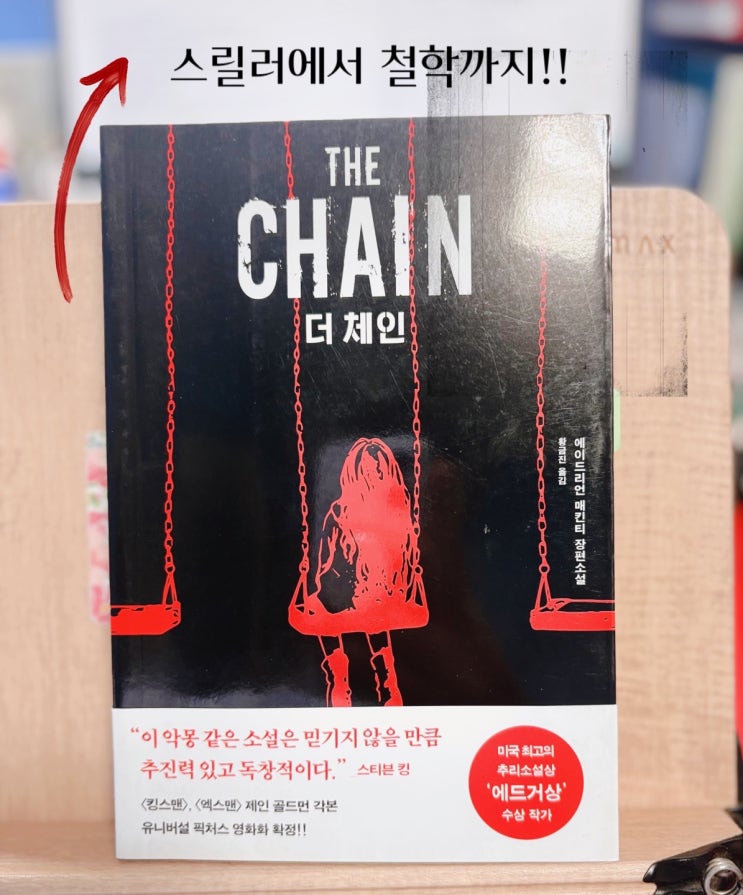 스릴러에서 철학까지!!
THE
CHAIN
더 체인
에이드리언 매킨티 장편소설
황금진 옮김
“이 악몽 같은 소설은 믿기지 않을 만큼
추진력 있고 독창적이다.” _스티븐 킹
〈킹스맨〉, 〈엑스맨〉 제인 골드먼 각본
유니버설 픽처스 영화화 확정!!
미국 최고의
추리소설상
‘에드거상’
수상 작가